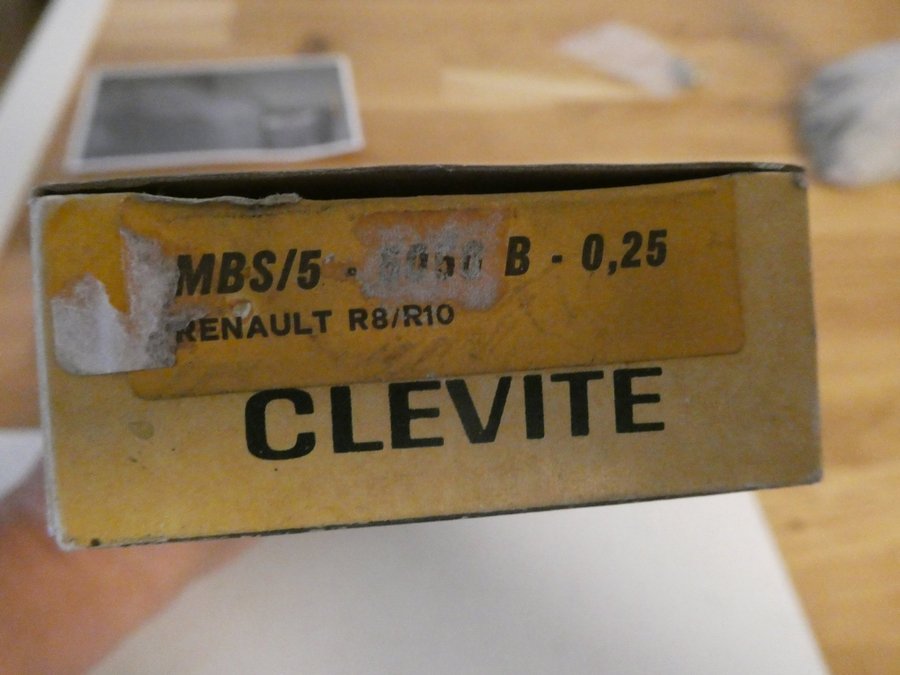 MBS/5 - B - 0,25
RENAULT R8/R10
CLEVITE